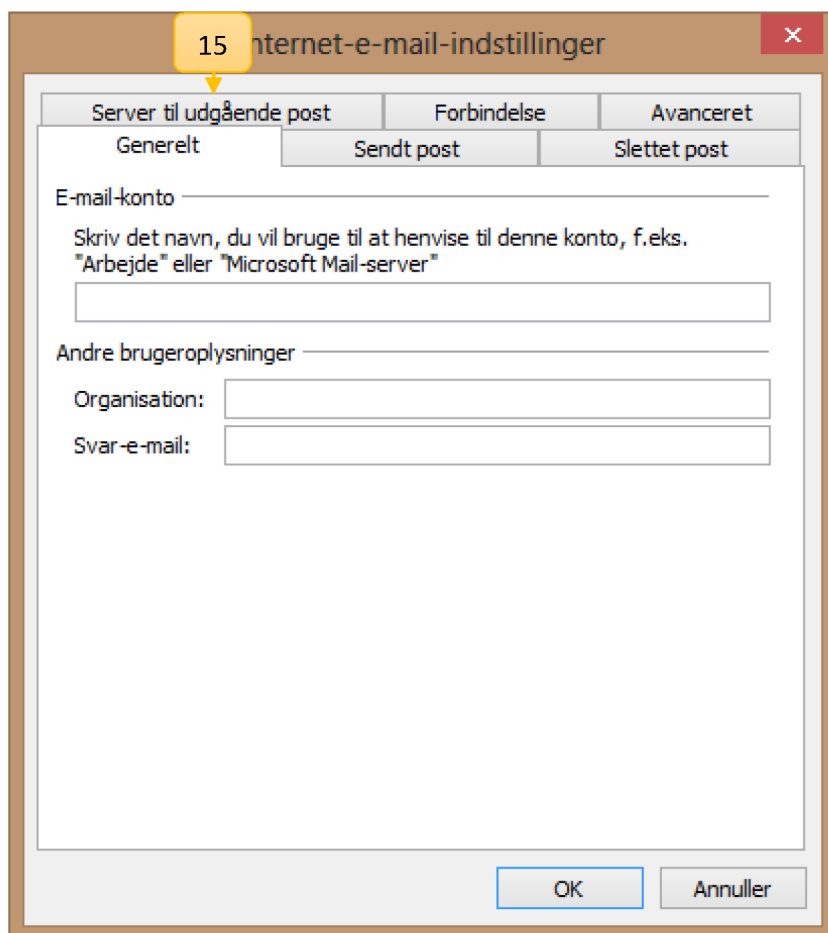 15
nternet-e-mail-indstillinger
Server til udgående post Forbindelse Avanceret
Generelt Sendt post Slettet post
E-mail-konto
Skriv det navn, du vil bruge til at henvise til denne konto, f.eks.
"Arbejde" eller "Microsoft Mail-server"
Andre brugeroplysninger
Organisation:
Svar-e-mail:
OK Annuller